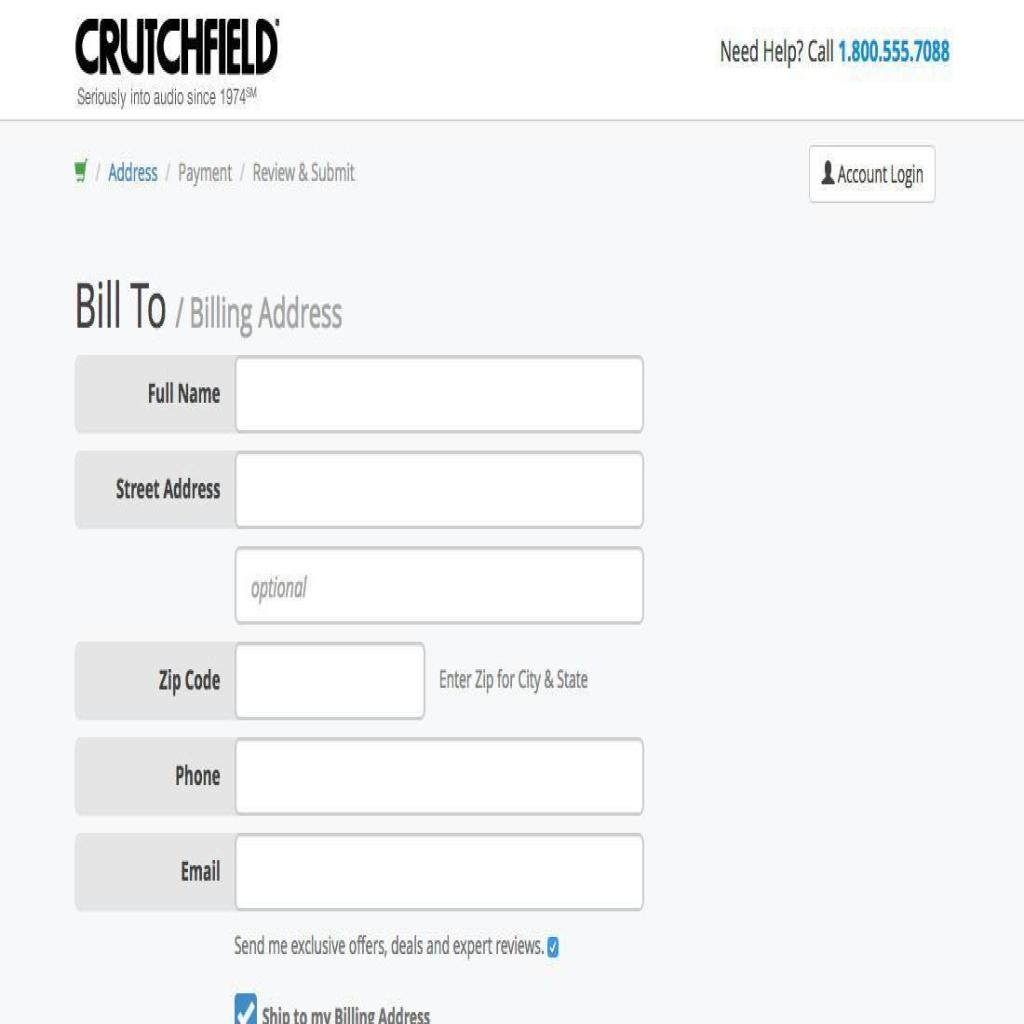 CRUTCHFIELD
Seriously into audio since 1974℠
Need Help? Call 1.800.555.7088
/ Address / Payment / Review & Submit
Account Login
Bill To / Billing Address
Full Name
Street Address
optional
Zip Code
Enter Zip for City & State
Phone
Email
Send me exclusive offers, deals and expert reviews.
Ship to my Billing Address